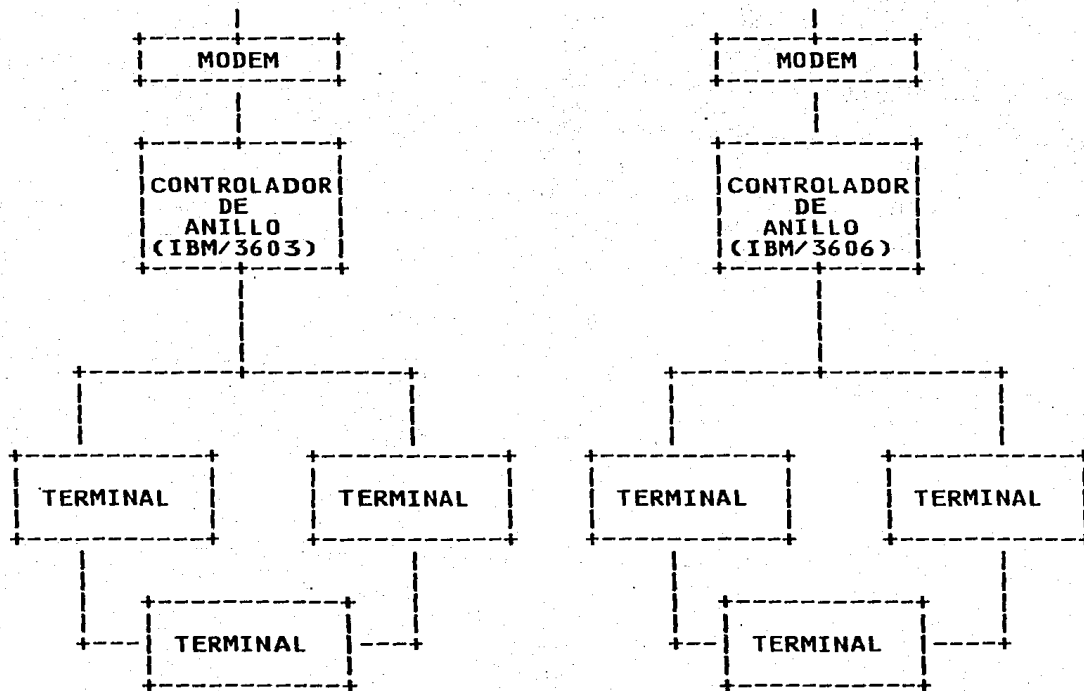 MODEM
CONTROLADOR
DE
ANILLO
(IBM/3603)
TERMINAL
TERMINAL
TERMINAL
MODEM
CONTROLADOR
DE
ANILLO
(IBM/3606)
TERMINAL
TERMINAL
TERMINAL